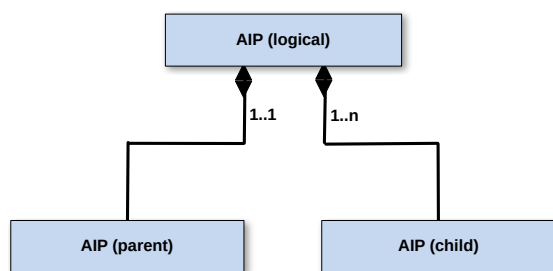 AIP (logical)
1..1
1..n
AIP (parent)
AIP (child)